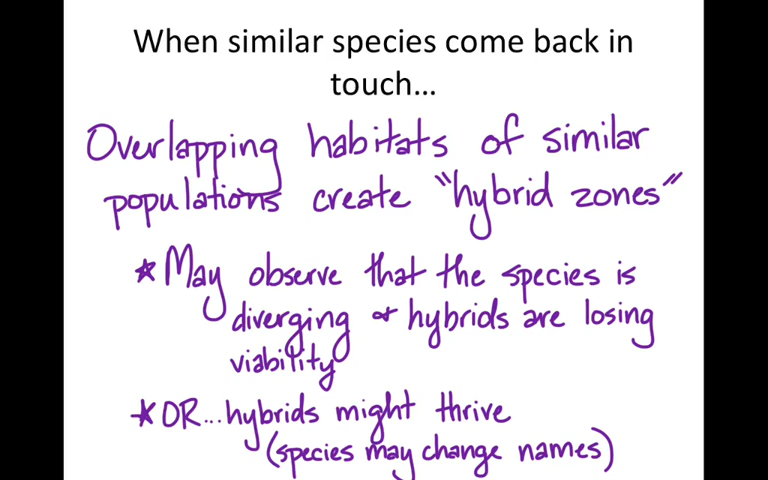 When similar species come back in
touch…
Overlapping habitats of similar
populations create "hybrid zones"
* May observe that the species is
diverging & hybrids are losing
viability
* OR... hybrids might thrive
(species may change names)